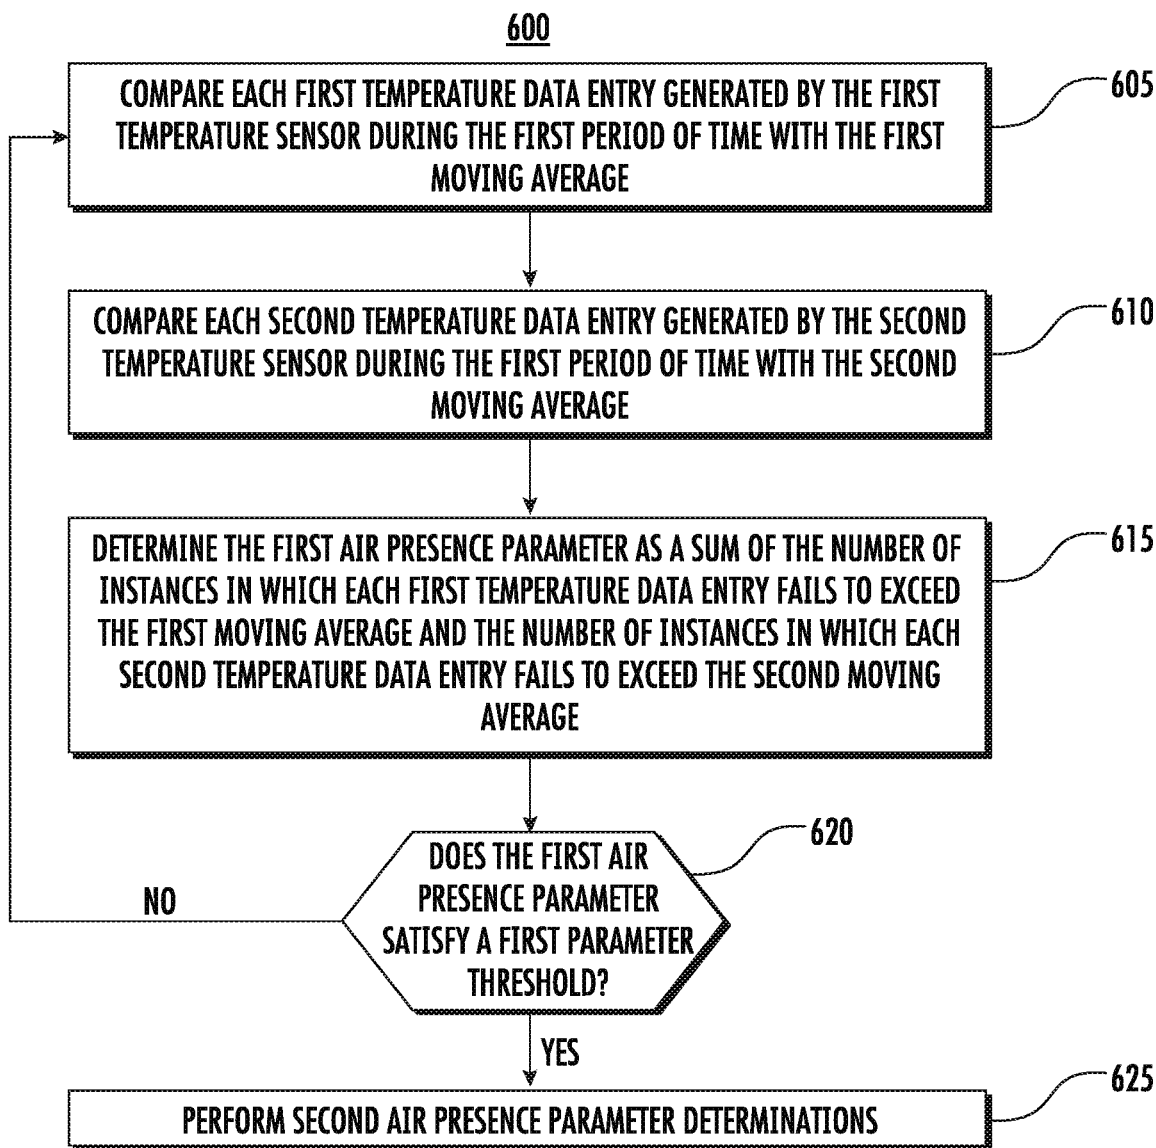 600
COMPARE EACH FIRST TEMPERATURE DATA ENTRY GENERATED BY THE FIRST
TEMPERATURE SENSOR DURING THE FIRST PERIOD OF TIME WITH THE FIRST
MOVING AVERAGE
605
COMPARE EACH SECOND TEMPERATURE DATA ENTRY GENERATED BY THE SECOND
TEMPERATURE SENSOR DURING THE FIRST PERIOD OF TIME WITH THE SECOND
MOVING AVERAGE
610
DETERMINE THE FIRST AIR PRESENCE PARAMETER AS A SUM OF THE NUMBER OF
INSTANCES IN WHICH EACH FIRST TEMPERATURE DATA ENTRY FAILS TO EXCEED
THE FIRST MOVING AVERAGE AND THE NUMBER OF INSTANCES IN WHICH EACH
SECOND TEMPERATURE DATA ENTRY FAILS TO EXCEED THE SECOND MOVING
AVERAGE
615
DOES THE FIRST AIR
PRESENCE PARAMETER
SATISFY A FIRST PARAMETER
THRESHOLD?
620
NO
YES
PERFORM SECOND AIR PRESENCE PARAMETER DETERMINATIONS
625